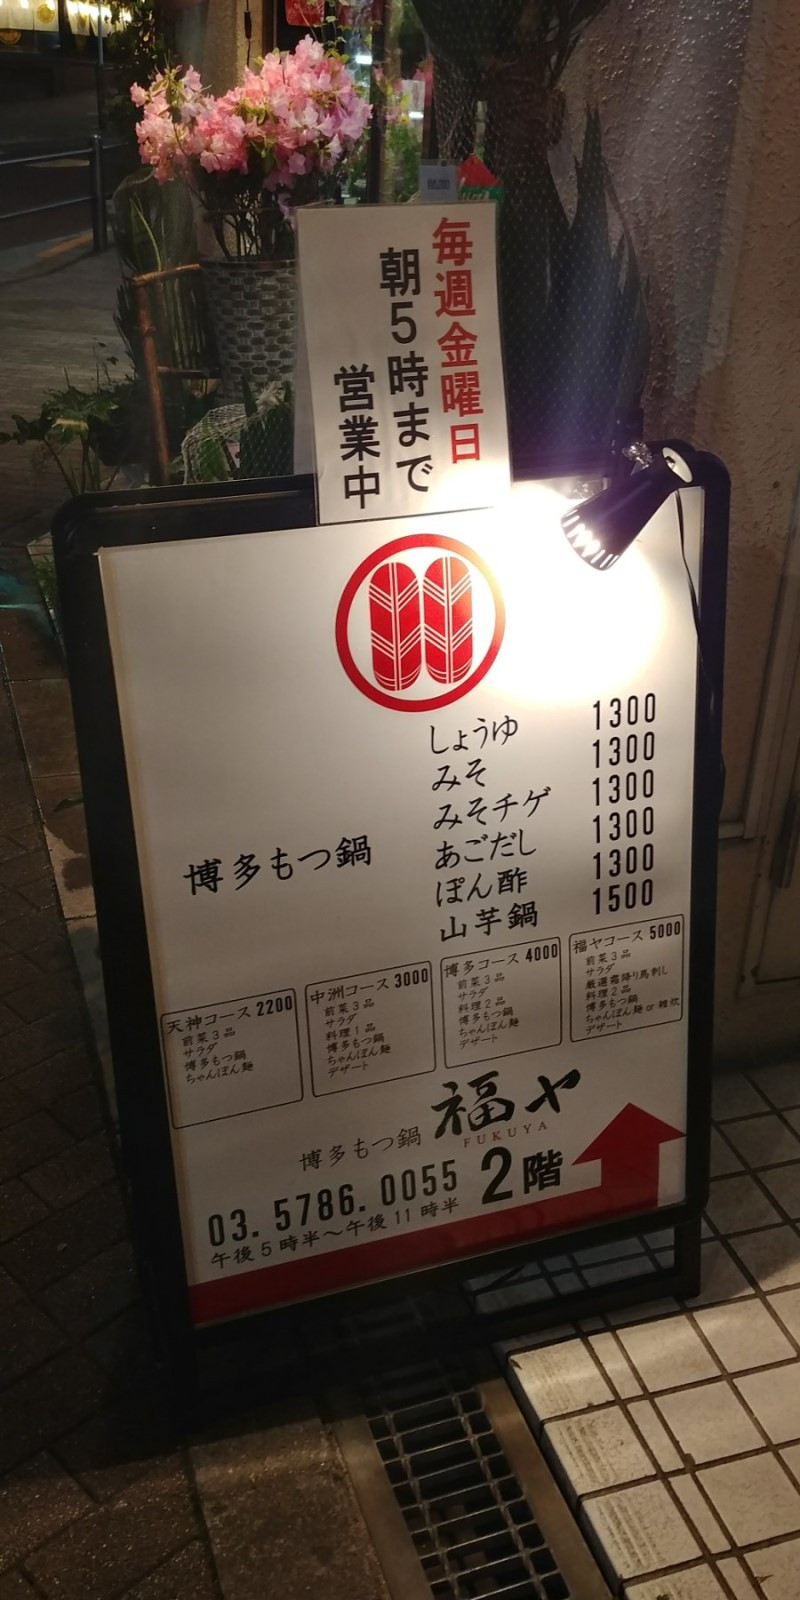 毎週金曜日
朝5時まで
営業中
しょうゆ 1300
みそ 1300
みそチゲ 1300
あごだし 1300
ぽん酢 1300
山芋鍋 1500
博多もつ鍋
天神コース 2200
前菜3品
サラダ
博多もつ鍋
ちゃんぽん麺
中洲コース 3000
前菜3品
サラダ
料理1品
博多もつ鍋
ちゃんぽん麺
デザート
博多コース 4000
前菜3品
サラダ
料理2品
博多もつ鍋
ちゃんぽん麺
デザート
福ヤコース 5000
前菜3品
サラダ
厳選霜降り馬刺し
料理2品
博多もつ鍋
ちゃんぽん麺 or 雑炊
デザート
博多もつ鍋 福ヤ
FUKUYA
03. 5786. 0055 2階
午後5時半〜午後11時半